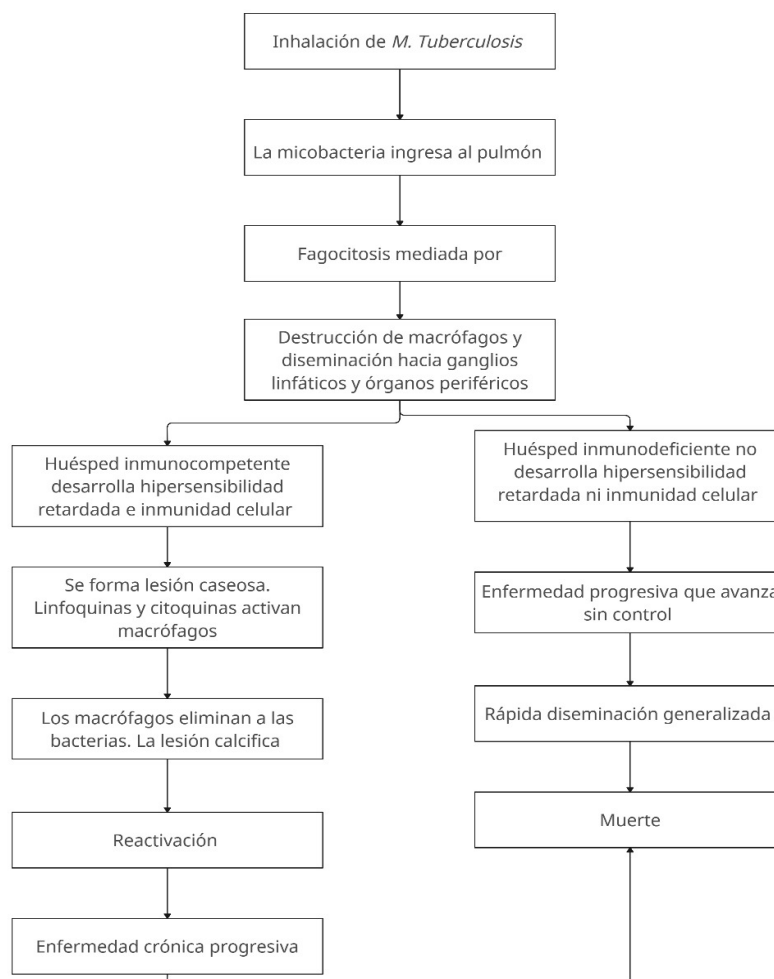 Inhalación de M. Tuberculosis
La micobacteria ingresa al pulmón
Fagocitosis mediada por
Destrucción de macrófagos y
diseminación hacia ganglios
linfáticos y órganos periféricos
Huésped inmunocompetente
desarrolla hipersensibilidad
retardada e inmunidad celular
Se forma lesión caseosa.
Linfoquinas y citoquinas activan
macrófagos
Los macrófagos eliminan a las
bacterias. La lesión calcifica
Reactivación
Enfermedad crónica progresiva
Huésped inmunodeficiente no
desarrolla hipersensibilidad
retardada ni inmunidad celular
Enfermedad progresiva que avanza
sin control
Rápida diseminación generalizada
Muerte